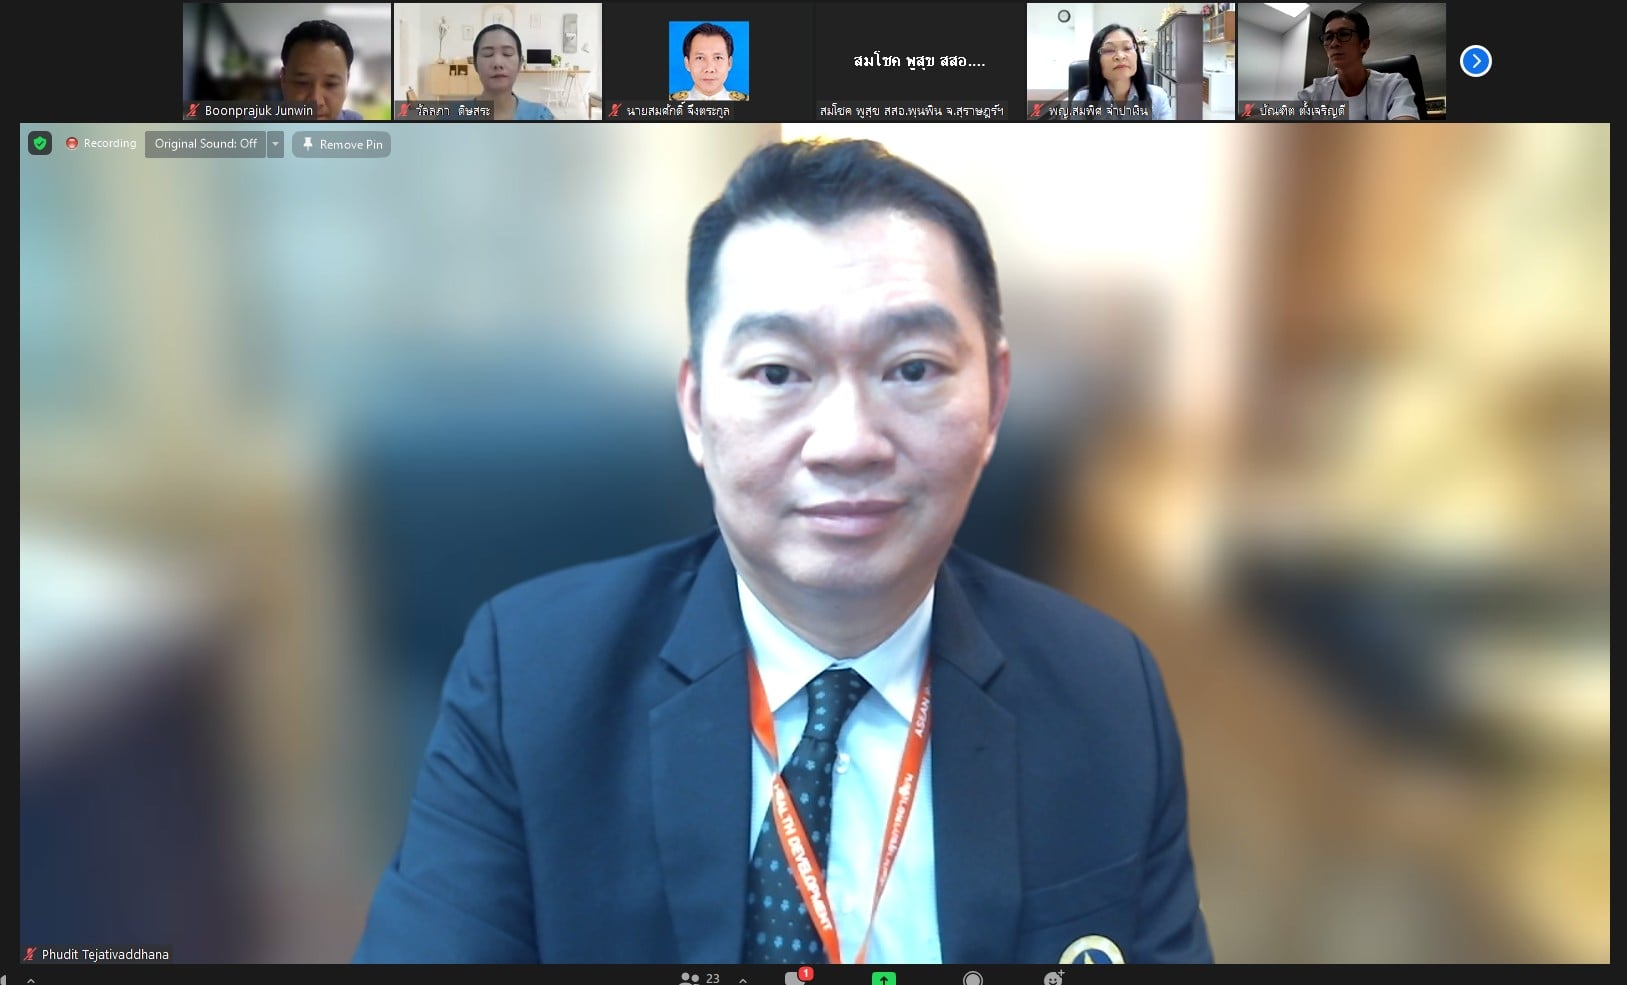 สมโชค พูสุข สสอ....
Boonprajuk Junwin
วัลลภา ดิษสระ
นายสมศักดิ์ จึงตระกูล
สมโชค พูสุข สสอ.พุนพิน จ.สุราษฎร์ฯ
พญ.สมพิศ จำปาเงิน
บัณฑิต ตั้งเจริญดี
Recording
Original Sound: Off
Remove Pin
ASEAN
HEALTH DEVELOPMENT
Phudit Tejativaddhana
23
1